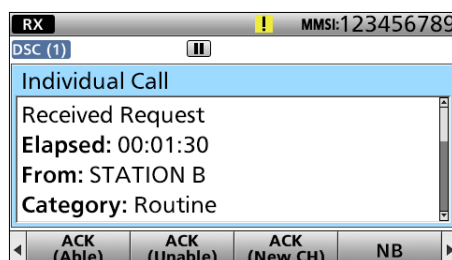 RX ! MMSI:123456789
DSC (1)
Individual Call
Received Request
Elapsed: 00:01:30
From: STATION B
Category: Routine
ACK (Able) ACK (Unable) ACK (New CH) NB